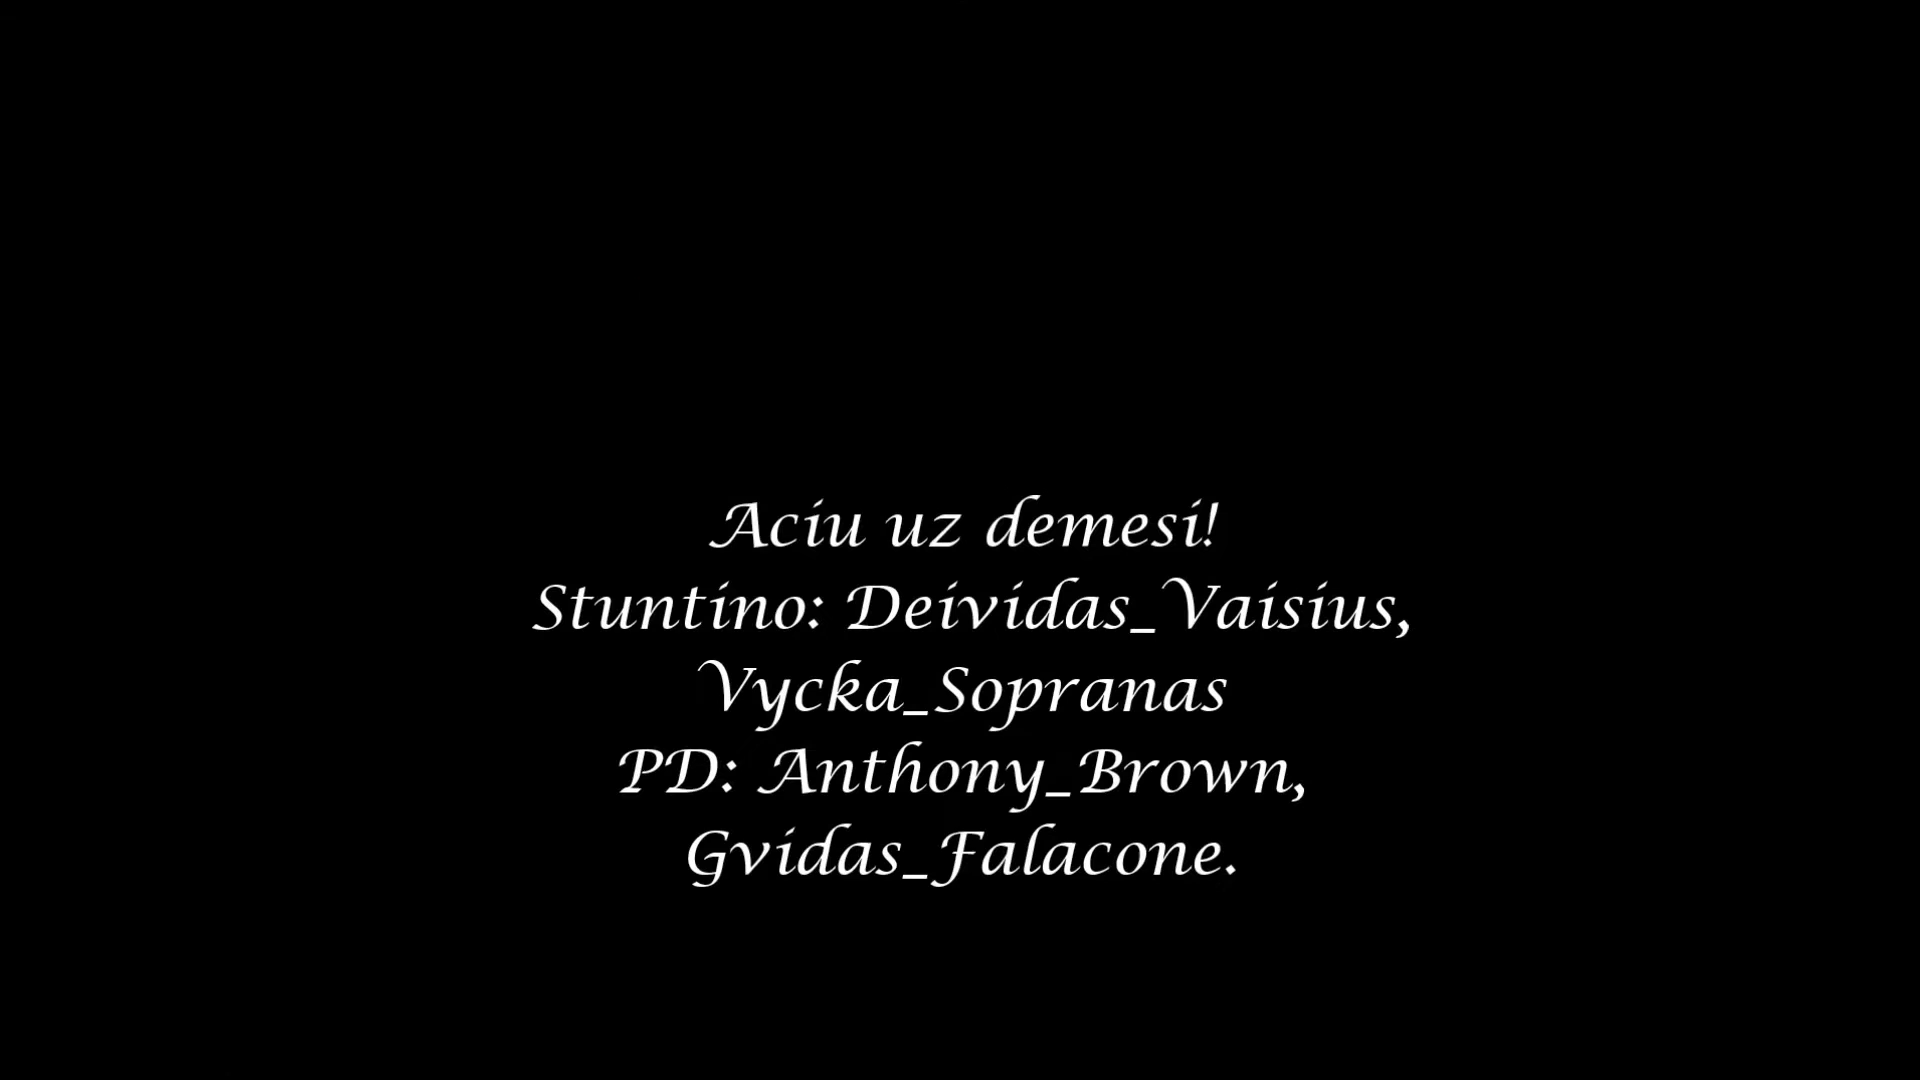 Aciu uz demesi!
Stuntino: Deividas_Vaisius,
Vycka_Sopranas
PD: Anthony_Brown,
Gvidas_Falacone.